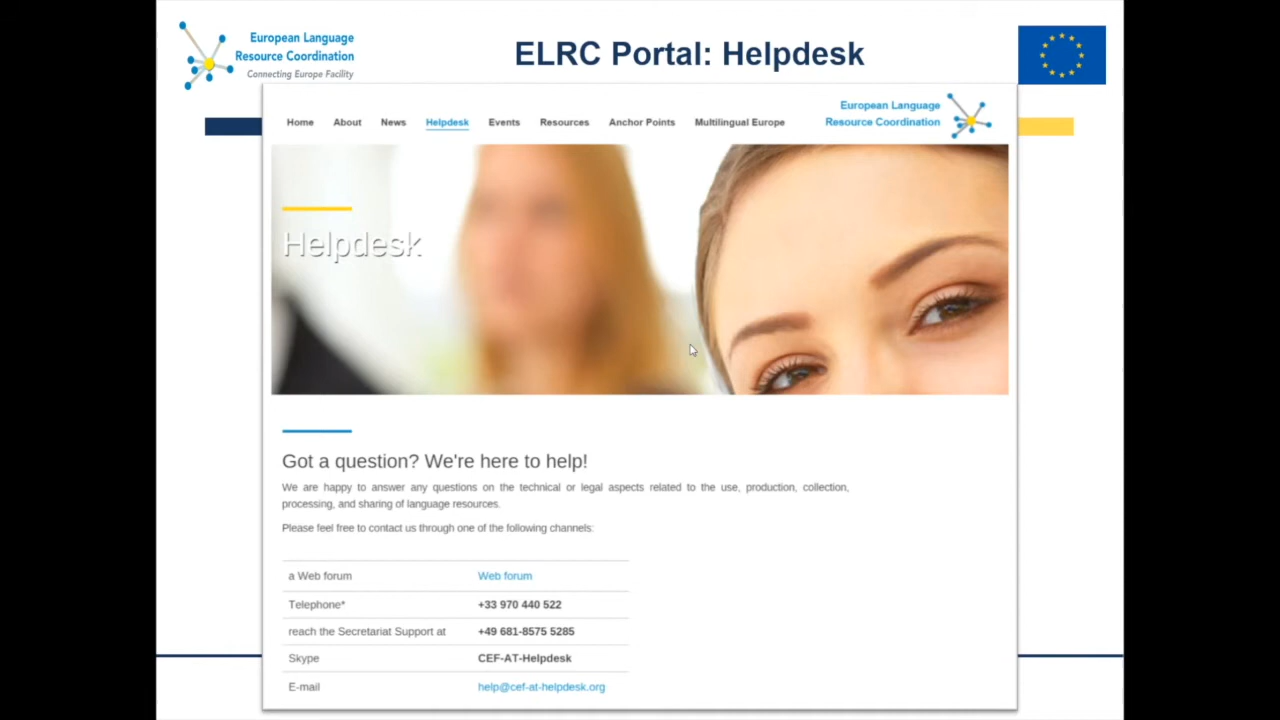 European Language
Resource Coordination
Connecting Europe Facility
ELRC Portal: Helpdesk
Home About News Helpdesk Events Resources Anchor Points Multilingual Europe
European Language
Resource Coordination
Helpdesk
Got a question? We're here to help!
We are happy to answer any questions on the technical or legal aspects related to the use, production, collection,
processing, and sharing of language resources.
Please feel free to contact us through one of the following channels:
a Web forum Web forum
Telephone* +33 970 440 522
reach the Secretariat Support at +49 681-8575 5285
Skype CEF-AT-Helpdesk
E-mail help@cef-at-helpdesk.org